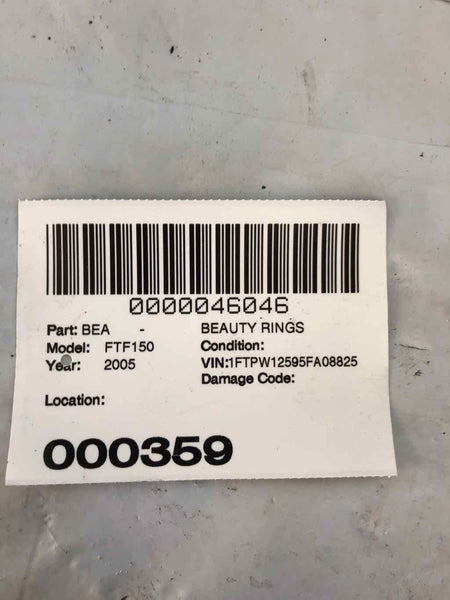 0000046046
Part: BEA - BEAUTY RINGS
Model: FTF150 Condition:
Year: 2005 VIN:1FTPW12595FA08825
Damage Code:
Location:
000359